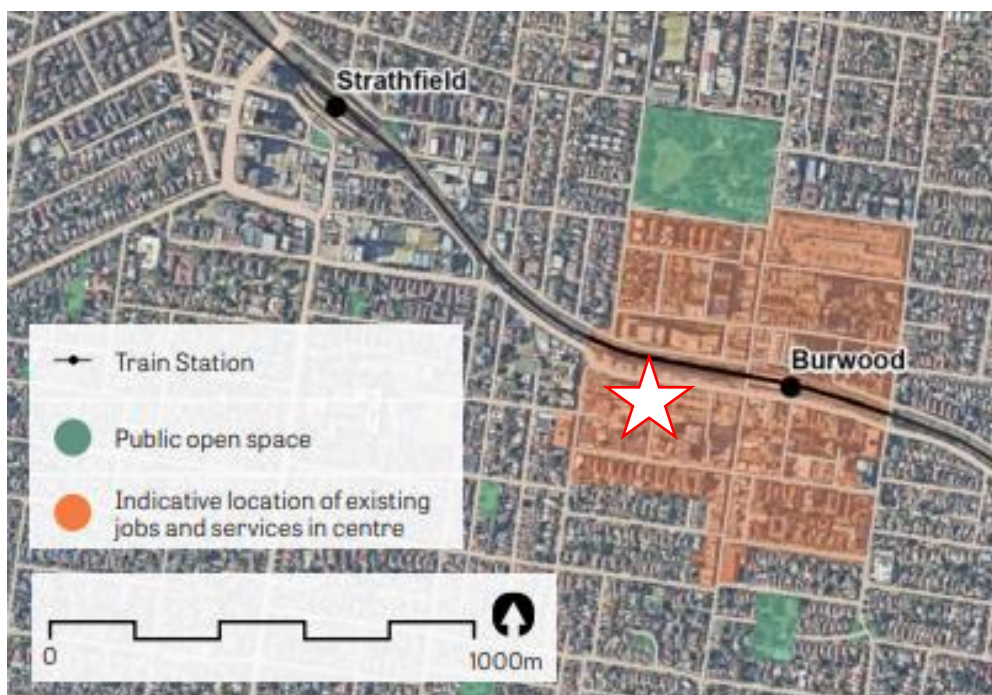 Strathfield
Burwood
Train Station
Public open space
Indicative location of existing
jobs and services in centre
0
1000m